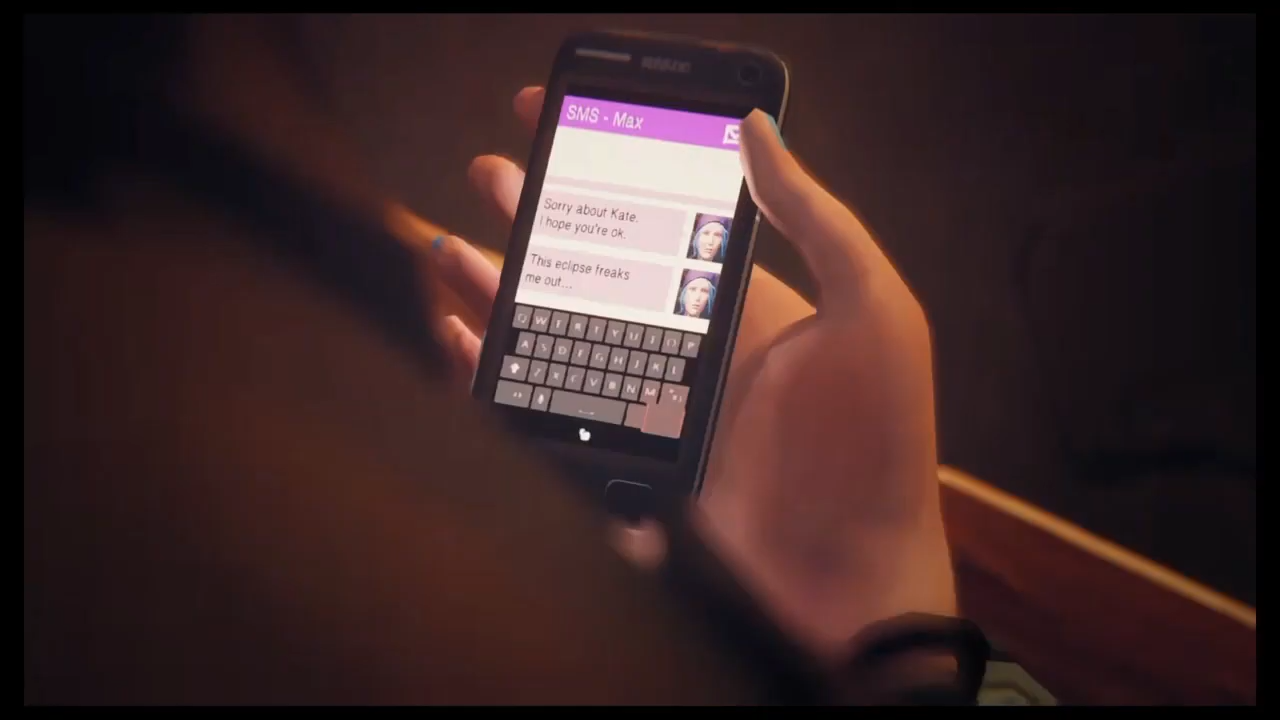 SMS - Max
Sorry about Kate.
I hope you're ok.
This eclipse freaks
me out...
Q W E R T Y U I O P
A S D F G H J K L
Z X C V B N M